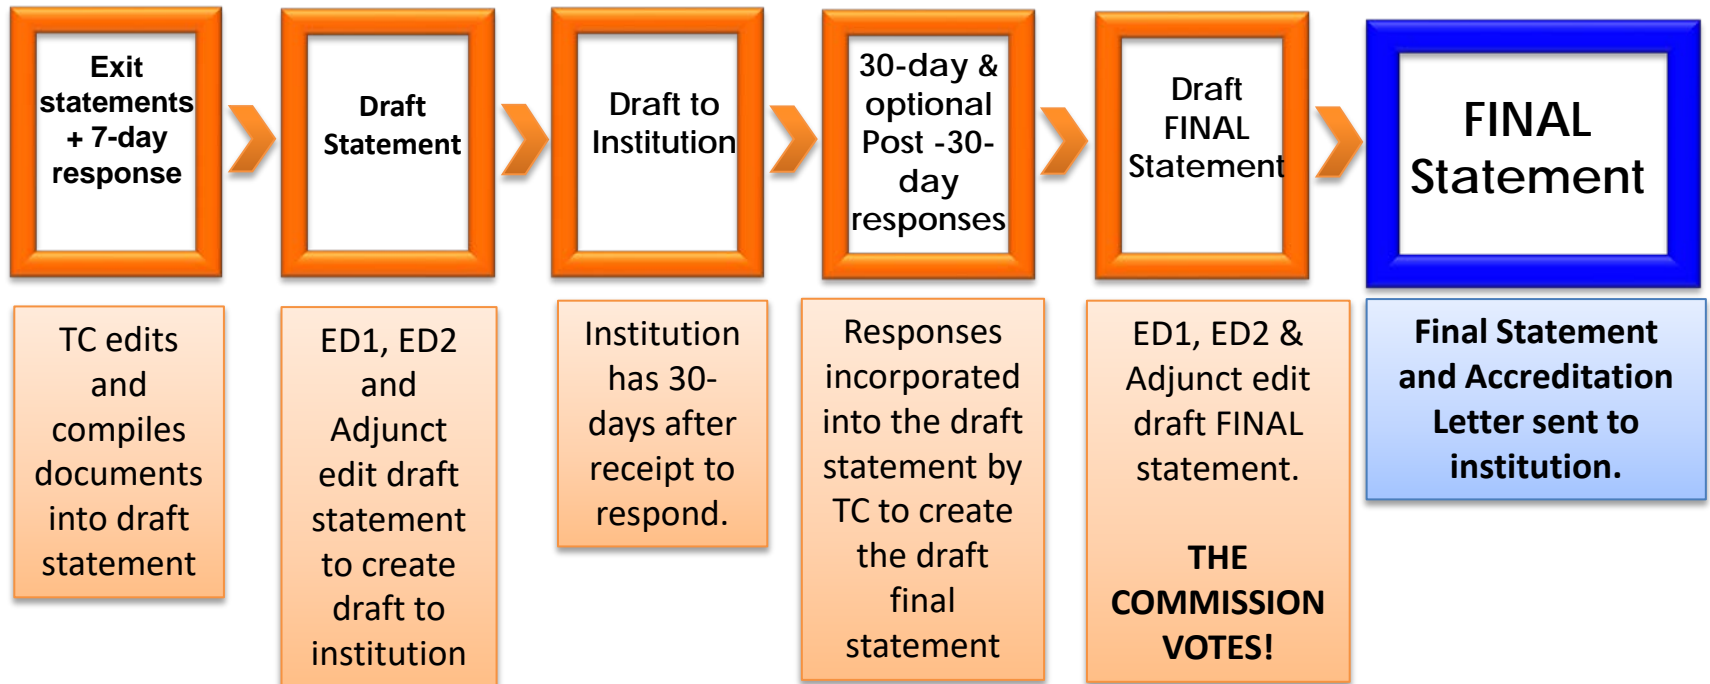 Exit
statements
+ 7-day
response
Draft
Statement
Draft to
Institution
30-day &
optional
Post -30-
day
responses
Draft
FINAL
Statement
FINAL
Statement
TC edits
and
compiles
documents
into draft
statement
ED1, ED2
and
Adjunct
edit draft
statement
to create
draft to
institution
Institution
has 30-
days after
receipt to
respond.
Responses
incorporated
into the draft
statement by
TC to create
the draft
final
statement
ED1, ED2 &
Adjunct edit
draft FINAL
statement.
THE
COMMISSION
VOTES!
Final Statement
and Accreditation
Letter sent to
institution.